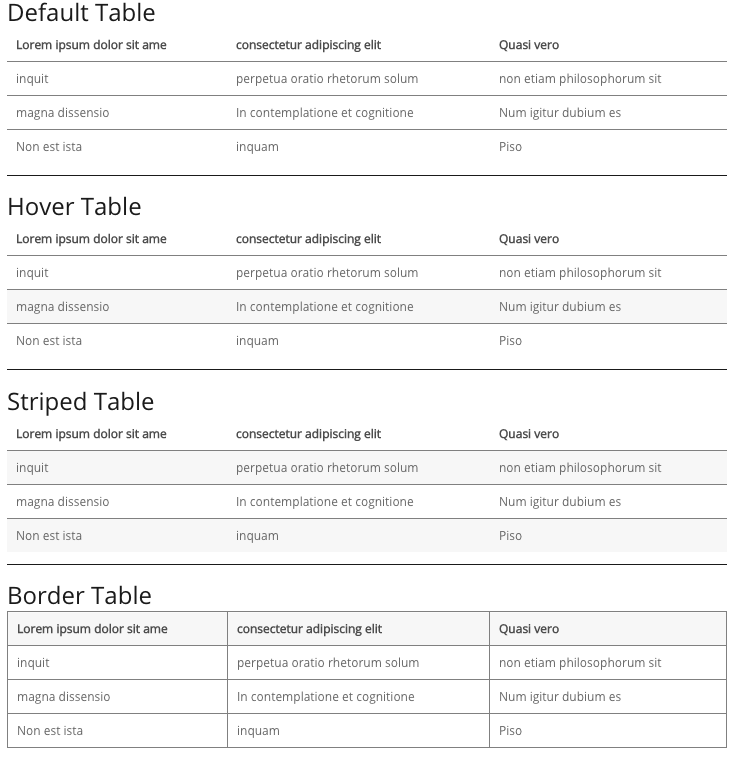 Default Table
Lorem ipsum dolor sit ame consectetur adipiscing elit Quasi vero
inquit perpetua oratio rhetorum solum non etiam philosophorum sit
magna dissensio In contemplatione et cognitione Num igitur dubium es
Non est ista inquam Piso
Hover Table
Lorem ipsum dolor sit ame consectetur adipiscing elit Quasi vero
inquit perpetua oratio rhetorum solum non etiam philosophorum sit
magna dissensio In contemplatione et cognitione Num igitur dubium es
Non est ista inquam Piso
Striped Table
Lorem ipsum dolor sit ame consectetur adipiscing elit Quasi vero
inquit perpetua oratio rhetorum solum non etiam philosophorum sit
magna dissensio In contemplatione et cognitione Num igitur dubium es
Non est ista inquam Piso
Border Table
Lorem ipsum dolor sit ame consectetur adipiscing elit Quasi vero
inquit perpetua oratio rhetorum solum non etiam philosophorum sit
magna dissensio In contemplatione et cognitione Num igitur dubium es
Non est ista inquam Piso